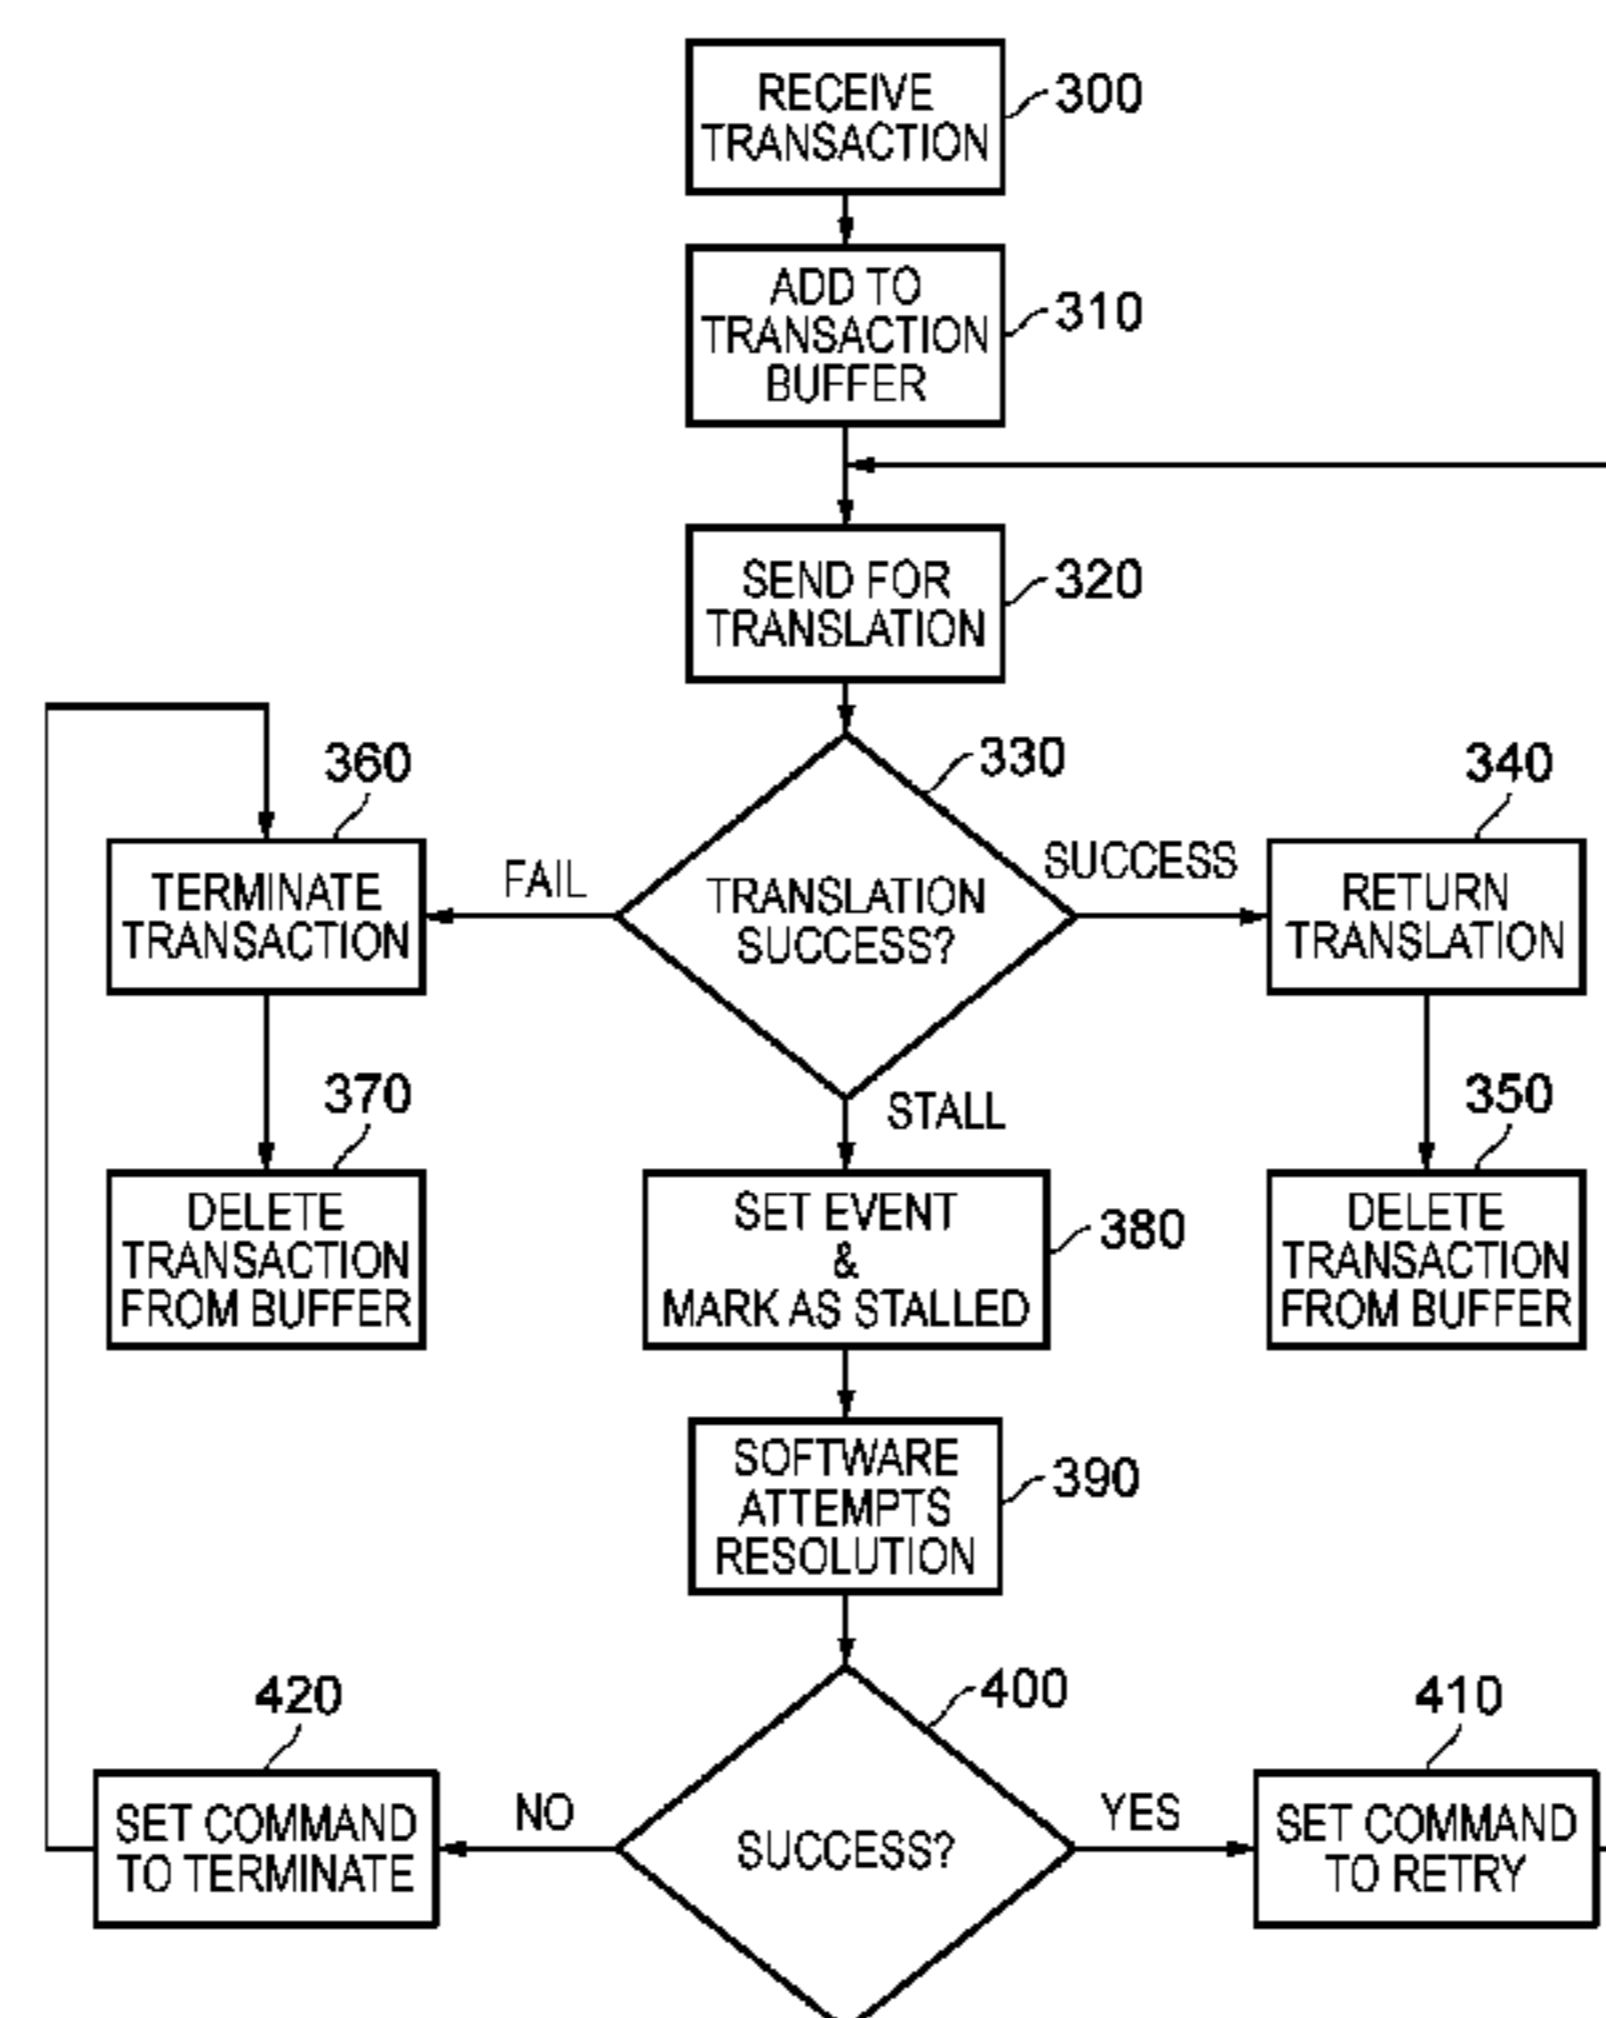 RECEIVE
TRANSACTION
300
ADD TO
TRANSACTION
BUFFER
310
SEND FOR
TRANSLATION
320
330
TRANSLATION
SUCCESS?
FAIL
SUCCESS
STALL
360
TERMINATE
TRANSACTION
340
RETURN
TRANSLATION
370
DELETE
TRANSACTION
FROM BUFFER
350
DELETE
TRANSACTION
FROM BUFFER
SET EVENT
&
MARK AS STALLED
380
SOFTWARE
ATTEMPTS
RESOLUTION
390
400
SUCCESS?
NO
YES
420
SET COMMAND
TO TERMINATE
410
SET COMMAND
TO RETRY